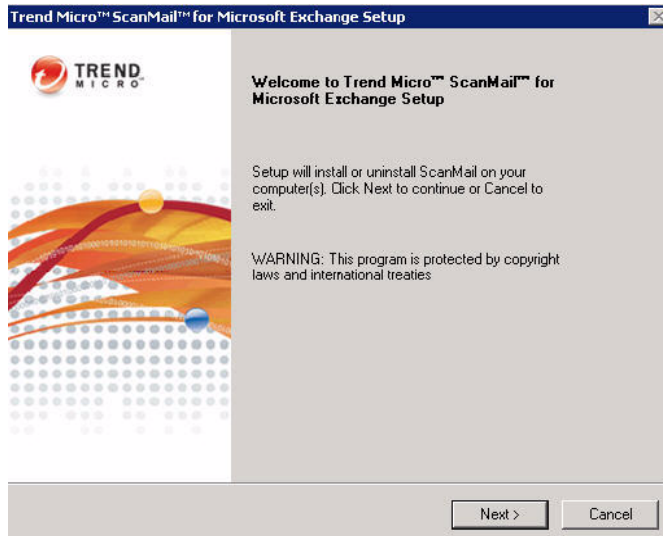 Trend Micro™ ScanMail™ for Microsoft Exchange Setup
TREND
MICRO™
Welcome to Trend Micro™ ScanMail™ for
Microsoft Exchange Setup
Setup will install or uninstall ScanMail on your
computer(s). Click Next to continue or Cancel to
exit.
WARNING: This program is protected by copyright
laws and international treaties
Next >
Cancel